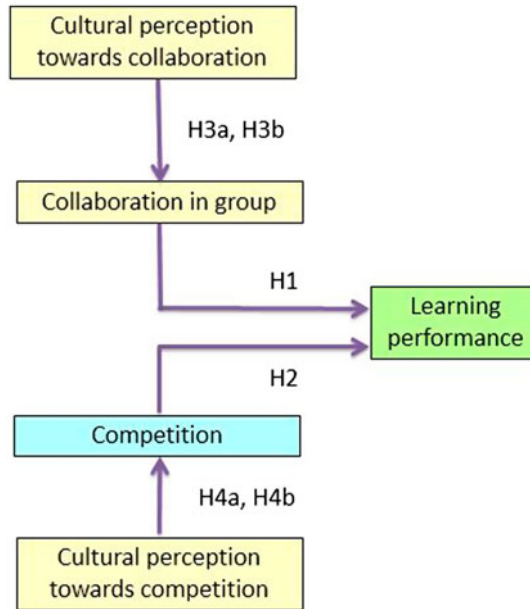 Cultural perception
towards collaboration
H3a, H3b
Collaboration in group
H1
Learning
performance
H2
Competition
H4a, H4b
Cultural perception
towards competition